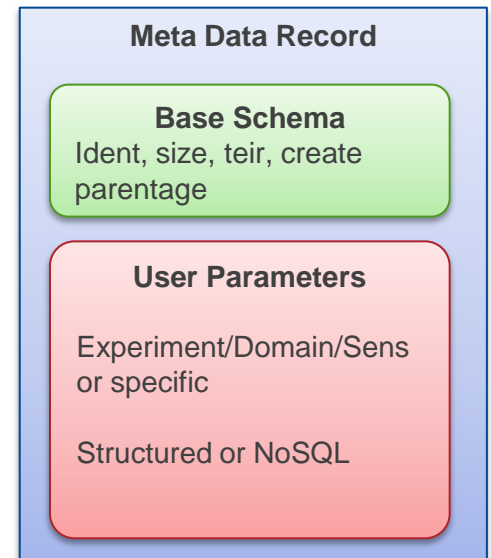 Meta Data Record
Base Schema
Ident, size, teir, create
parentage
User Parameters
Experiment/Domain/Sens
or specific
Structured or NoSQL